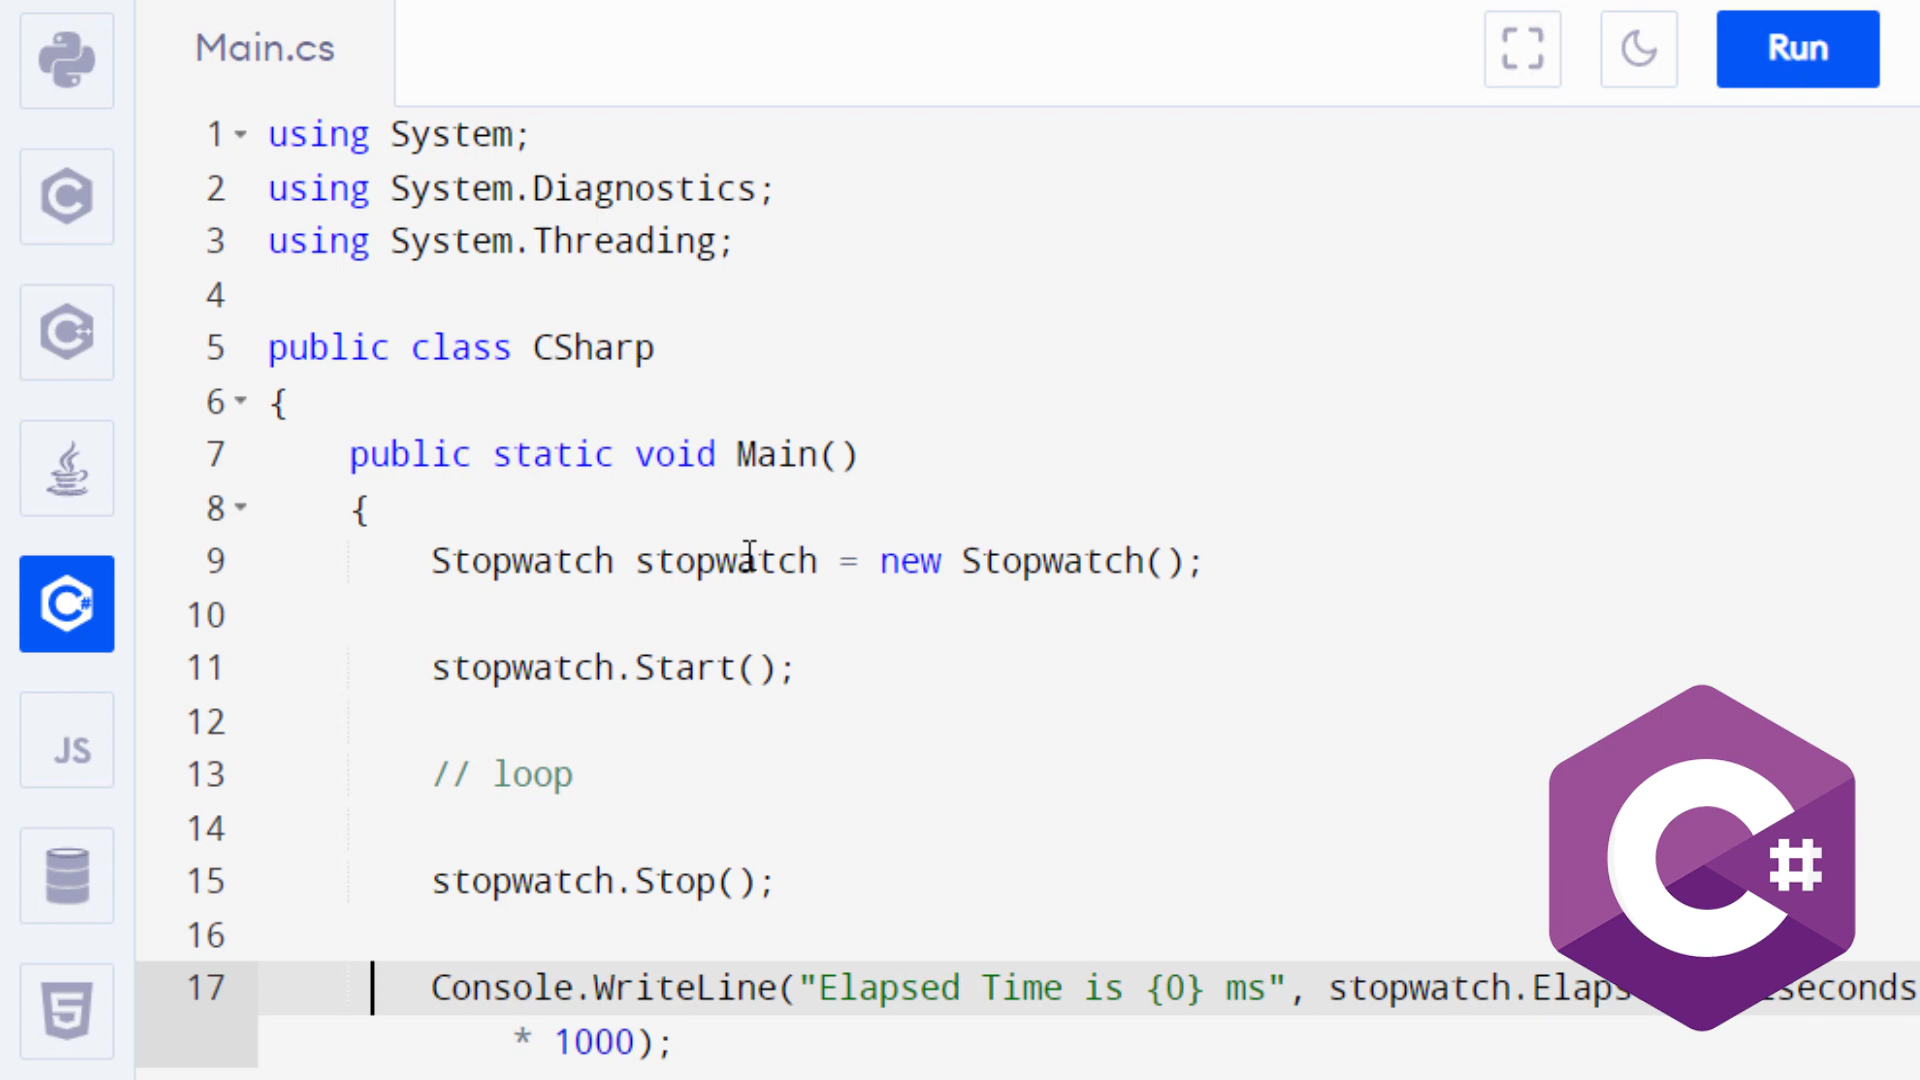 Main.cs
Run
1 using System;
2 using System.Diagnostics;
3 using System.Threading;
4
5 public class CSharp
6 {
7 public static void Main()
8 {
9 Stopwatch stopwatch = new Stopwatch();
10
11 stopwatch.Start();
12
13 // loop
14
15 stopwatch.Stop();
16
17 Console.WriteLine("Elapsed Time is {0} ms", stopwatch.Elaps seconds
* 1000);
C
C++
C#
JS
5
C#